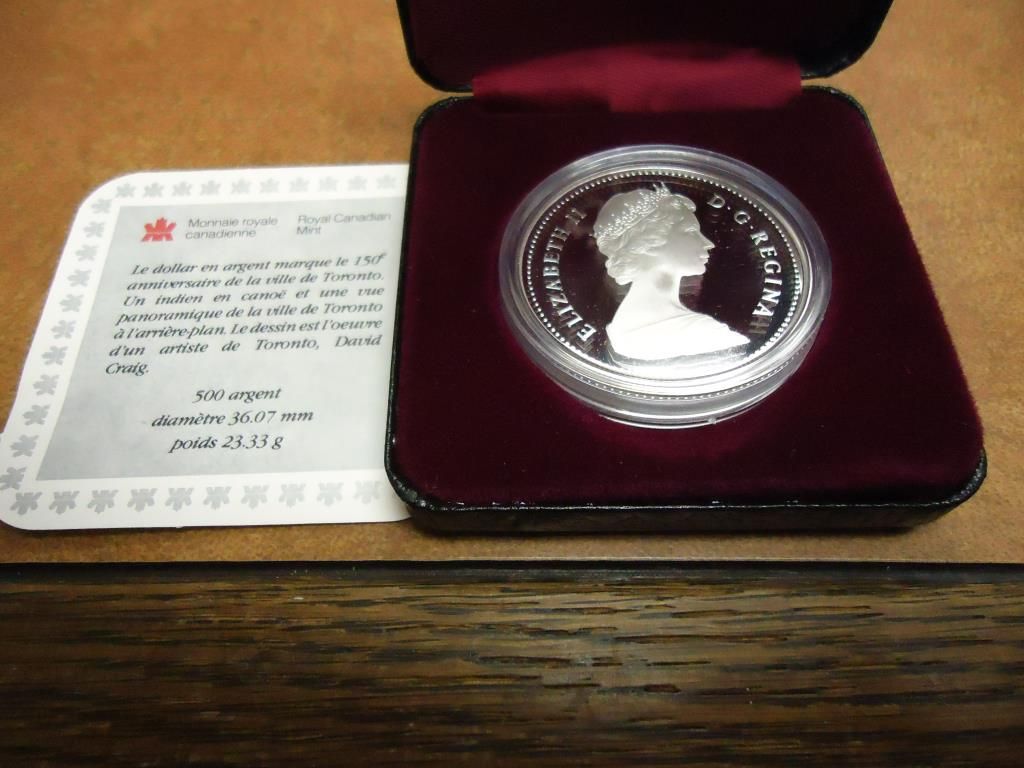 Monnaie royale canadienne
Royal Canadian Mint
Le dollar en argent marque le 150e
anniversaire de la ville de Toronto.
Un indien en canoë et une vue
panoramique de la ville de Toronto
à l'arrière-plan. Le dessin est l'oeuvre
d'un artiste de Toronto, David
Craig.
500 argent
diamètre 36.07 mm
poids 23.33 g
ELIZABETH II D·G·REGINA